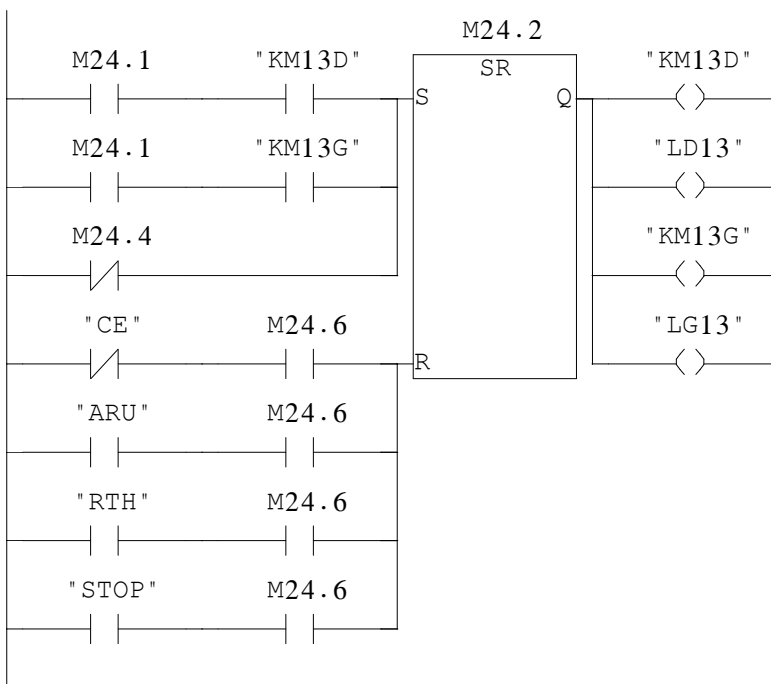 M24.2
M24.1 "KM13D" SR "KM13D"
S Q
M24.1 "KM13G" "LD13"
M24.4 "KM13G"
"CE" M24.6 "LG13"
R
"ARU" M24.6
"RTH" M24.6
"STOP" M24.6